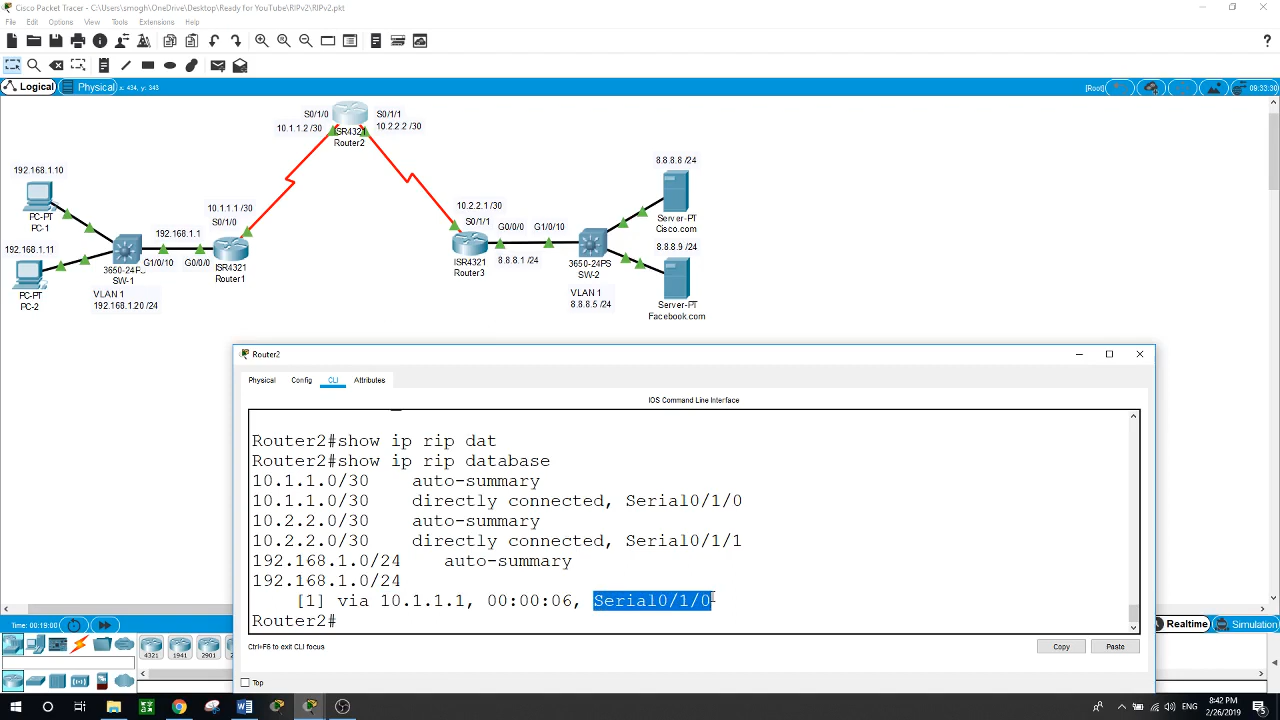 Cisco Packet Tracer - C:\Users\smogh\OneDrive\Desktop\Ready for YouTube\RIPv2\RIPv2.pkt
File Edit Options View Tools Extensions Help
?
Logical Physical x: 434, y: 343
[Root] 09:33:30
S0/1/0 S0/1/1
10.1.1.2 /30 10.2.2.2 /30
ISR4321
Router2
192.168.1.10
PC-PT
PC-1
192.168.1.11
PC-PT
PC-2
3650-24PS
SW-1
VLAN 1
192.168.1.20 /24
192.168.1.1
G1/0/10 G0/0/0
10.1.1.1 /30
S0/1/0
ISR4321
Router1
10.2.2.1 /30
S0/1/1
ISR4321
Router3
G0/0/0 G1/0/10
8.8.8.1 /24
3650-24PS
SW-2
VLAN 1
8.8.8.5 /24
8.8.8.8 /24
Server-PT
Cisco.com
8.8.8.9 /24
Server-PT
Facebook.com
Router2
Physical Config CLI Attributes
IOS Command Line Interface
Router2#show ip rip dat
Router2#show ip rip database
10.1.1.0/30 auto-summary
10.1.1.0/30 directly connected, Serial0/1/0
10.2.2.0/30 auto-summary
10.2.2.0/30 directly connected, Serial0/1/1
192.168.1.0/24 auto-summary
192.168.1.0/24
[1] via 10.1.1.1, 00:00:06, Serial0/1/0
Router2#
Ctrl+F6 to exit CLI focus
Copy Paste
Top
Time: 00:19:00
Realtime Simulation
4321 1941 2901
ENG
8:42 PM
2/26/2019